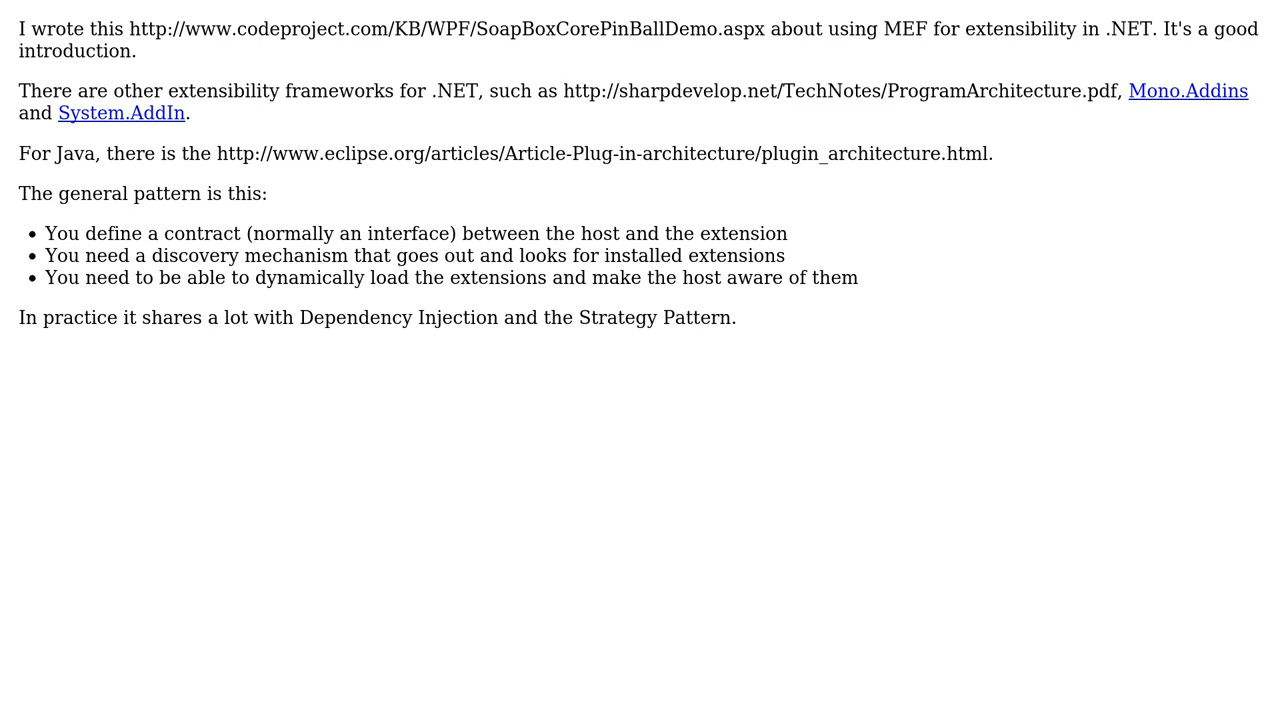 I wrote this http://www.codeproject.com/KB/WPF/SoapBoxCorePinBallDemo.aspx about using MEF for extensibility in .NET. It's a good
introduction.
There are other extensibility frameworks for .NET, such as http://sharpdevelop.net/TechNotes/ProgramArchitecture.pdf, Mono.Addins
and System.AddIn.
For Java, there is the http://www.eclipse.org/articles/Article-Plug-in-architecture/plugin_architecture.html.
The general pattern is this:
• You define a contract (normally an interface) between the host and the extension
• You need a discovery mechanism that goes out and looks for installed extensions
• You need to be able to dynamically load the extensions and make the host aware of them
In practice it shares a lot with Dependency Injection and the Strategy Pattern.